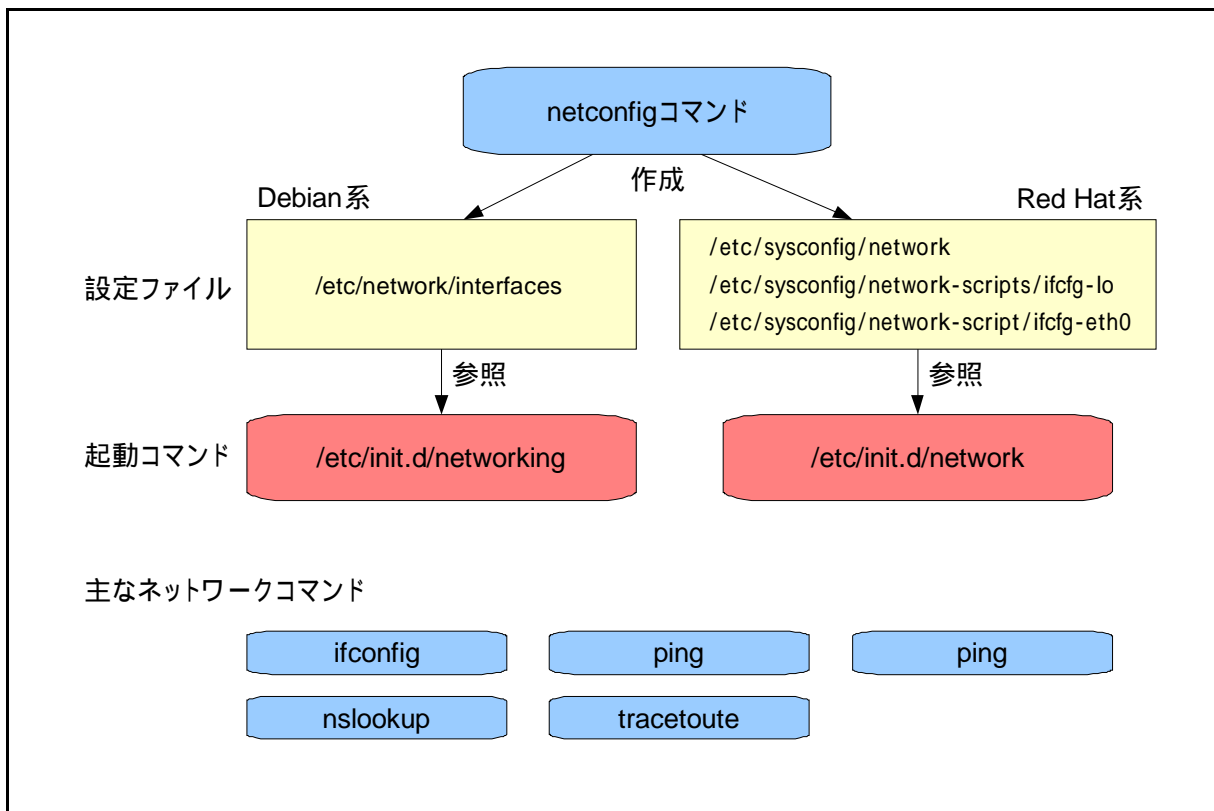 netconfigコマンド
作成
Debian系
Red Hat系
設定ファイル
/etc/network/interfaces
/etc/sysconfig/network
/etc/sysconfig/network-scripts/ifcfg-lo
/etc/sysconfig/network-script/ifcfg-eth0
参照
参照
起動コマンド
/etc/init.d/networking
/etc/init.d/network
主なネットワークコマンド
ifconfig
ping
ping
nslookup
tracetoute